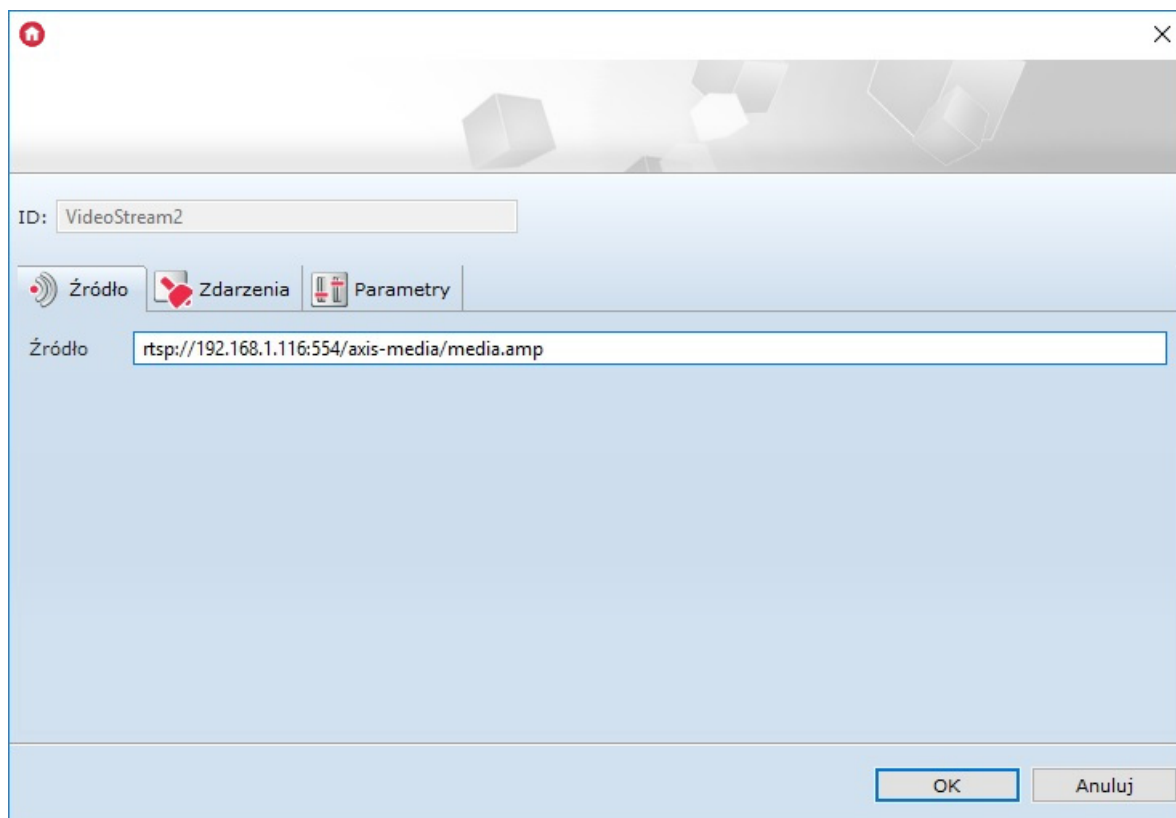 ID: VideoStream2
Źródło Zdarzenia Parametry
Źródło rtsp://192.168.1.116:554/axis-media/media.amp
OK Anuluj